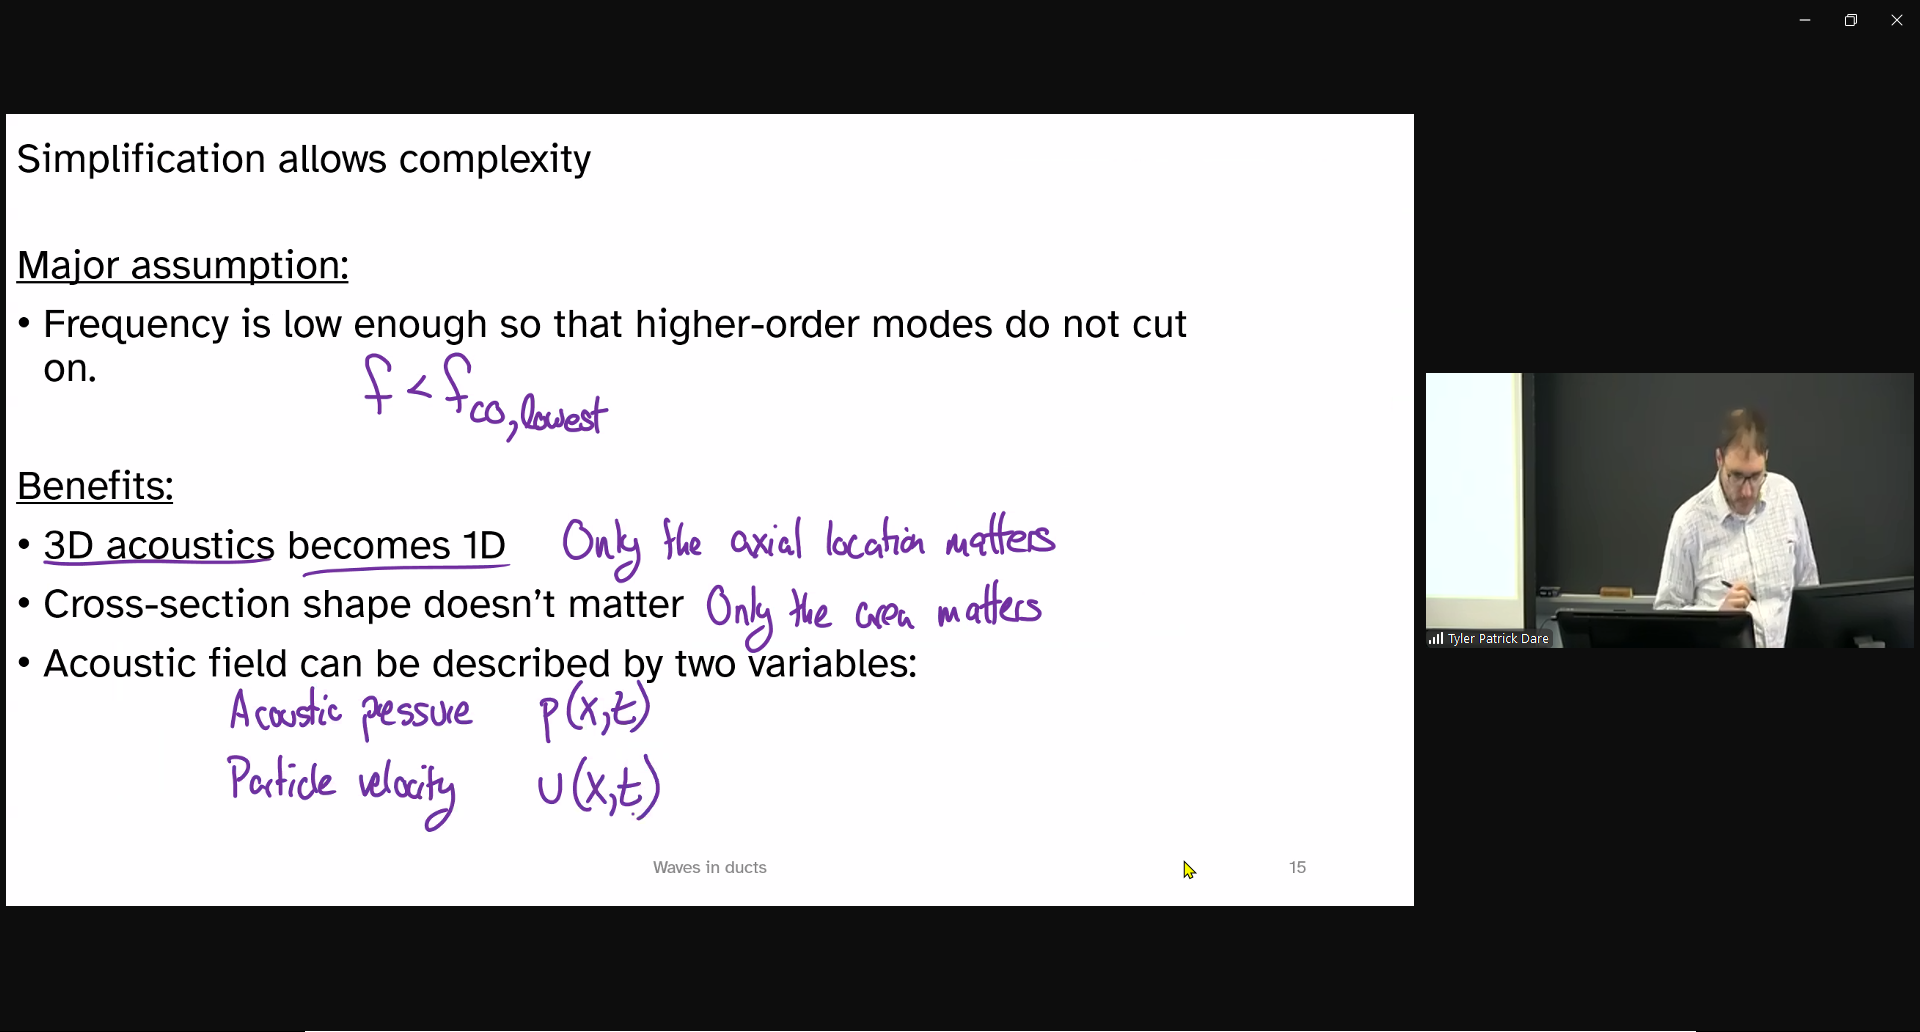 Simplification allows complexity
Major assumption:
• Frequency is low enough so that higher-order modes do not cut
on.
f < f co, lowest
Benefits:
• 3D acoustics becomes 1D Only the axial location matters
• Cross-section shape doesn't matter Only the area matters
• Acoustic field can be described by two variables:
Acoustic pressure p(x,t)
Particle velocity u(x,t)
Waves in ducts 15
Tyler Patrick Dare